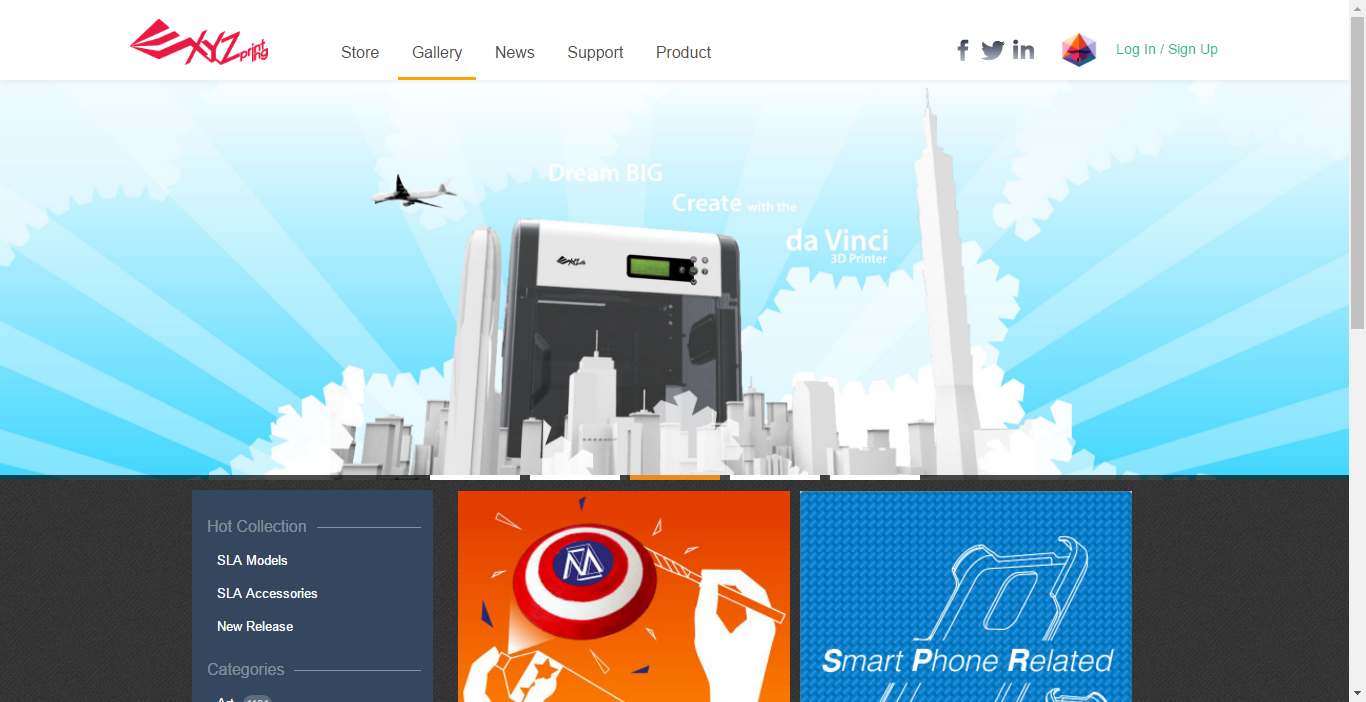 XYZprinting
Store Gallery News Support Product
Log In / Sign Up
Dream BIG
Create with the
da Vinci
3D Printer
Hot Collection
SLA Models
SLA Accessories
New Release
Categories
Art
Smart Phone Related